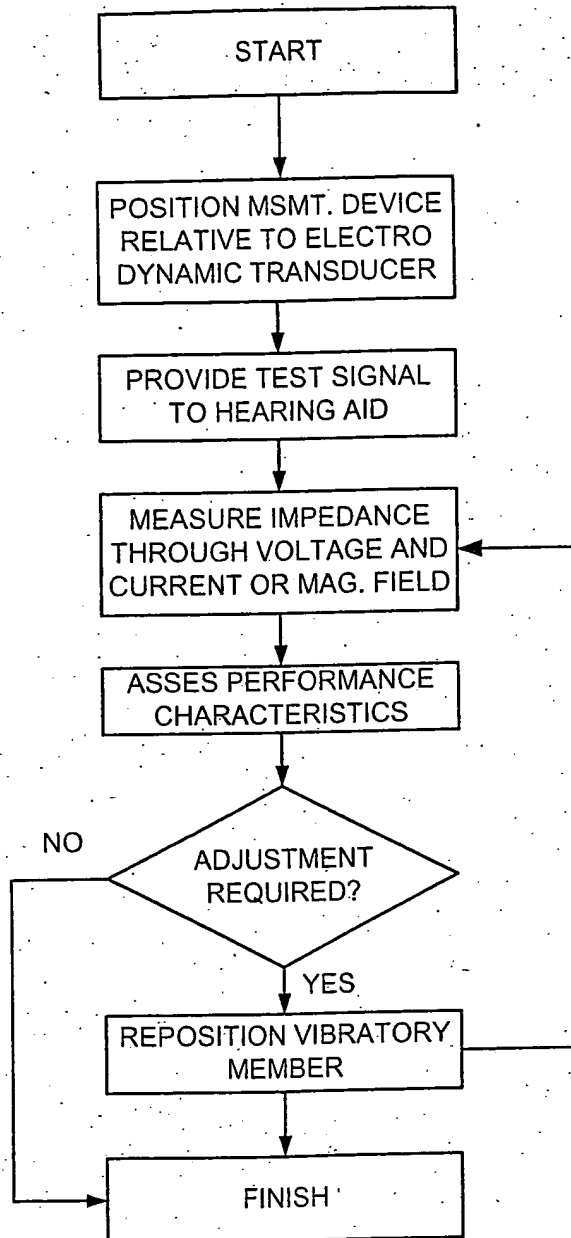 START
POSITION MSMT. DEVICE
RELATIVE TO ELECTRO
DYNAMIC TRANSDUCER
PROVIDE TEST SIGNAL
TO HEARING AID
MEASURE IMPEDANCE
THROUGH VOLTAGE AND
CURRENT OR MAG. FIELD
ASSES PERFORMANCE
CHARACTERISTICS
NO
ADJUSTMENT
REQUIRED?
YES
REPOSITION VIBRATORY
MEMBER
FINISH